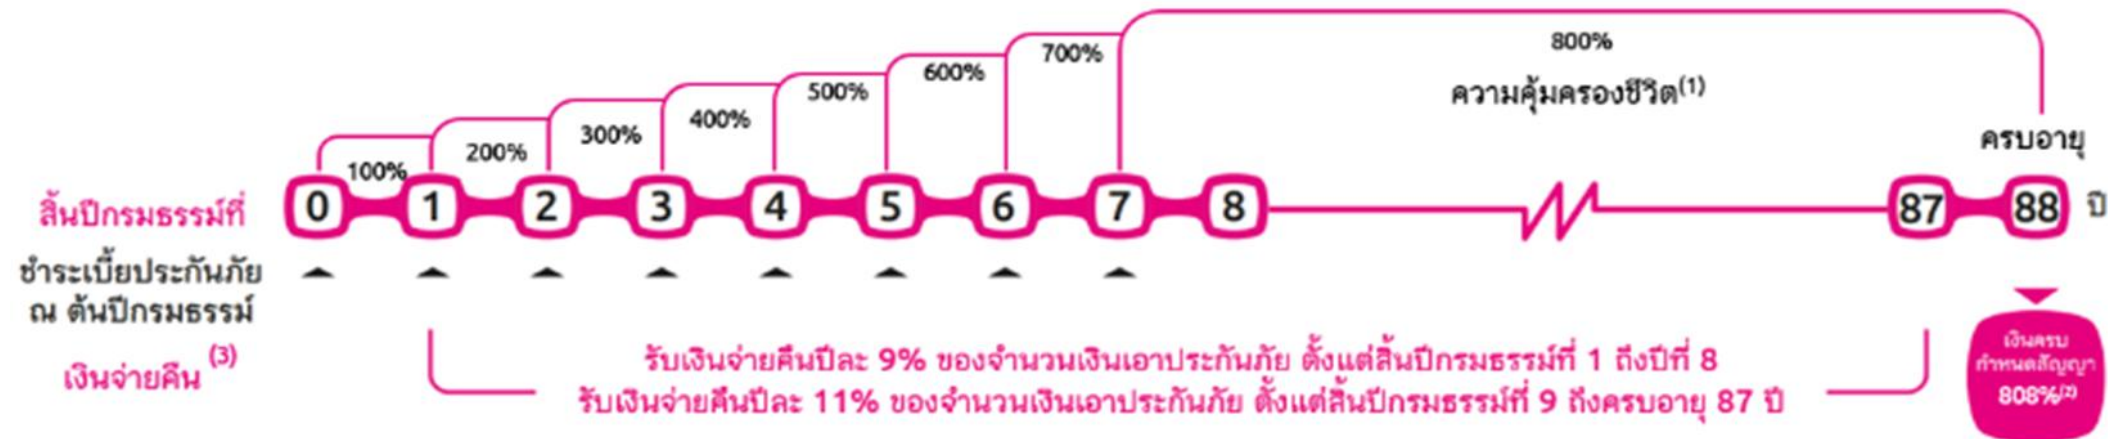 800%
700%
600%
500%
400%
300%
200%
100%
ความคุ้มครองชีวิต(1)
ครบอายุ
สิ้นปีกรมธรรม์ที่ 0 1 2 3 4 5 6 7 8 87 88 ปี
ชำระเบี้ยประกันภัย
ณ ต้นปีกรมธรรม์
เงินจ่ายคืน (3)
รับเงินจ่ายคืนปีละ 9% ของจำนวนเงินเอาประกันภัย ตั้งแต่สิ้นปีกรมธรรม์ที่ 1 ถึงปีที่ 8
รับเงินจ่ายคืนปีละ 11% ของจำนวนเงินเอาประกันภัย ตั้งแต่สิ้นปีกรมธรรม์ที่ 9 ถึงครบอายุ 87 ปี
เงินครบ
กำหนดสัญญา
808%(2)